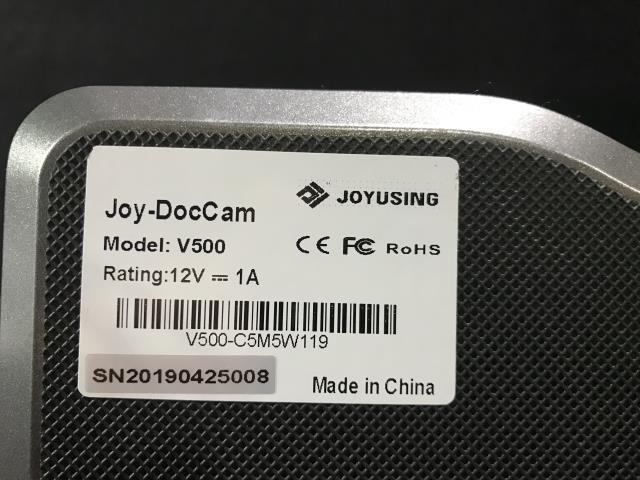 Joy-DocCam
JOYUSING
Model: V500
CE FC RoHS
Rating:12V ⎓ 1A
V500-C5M5W119
SN20190425008
Made in China